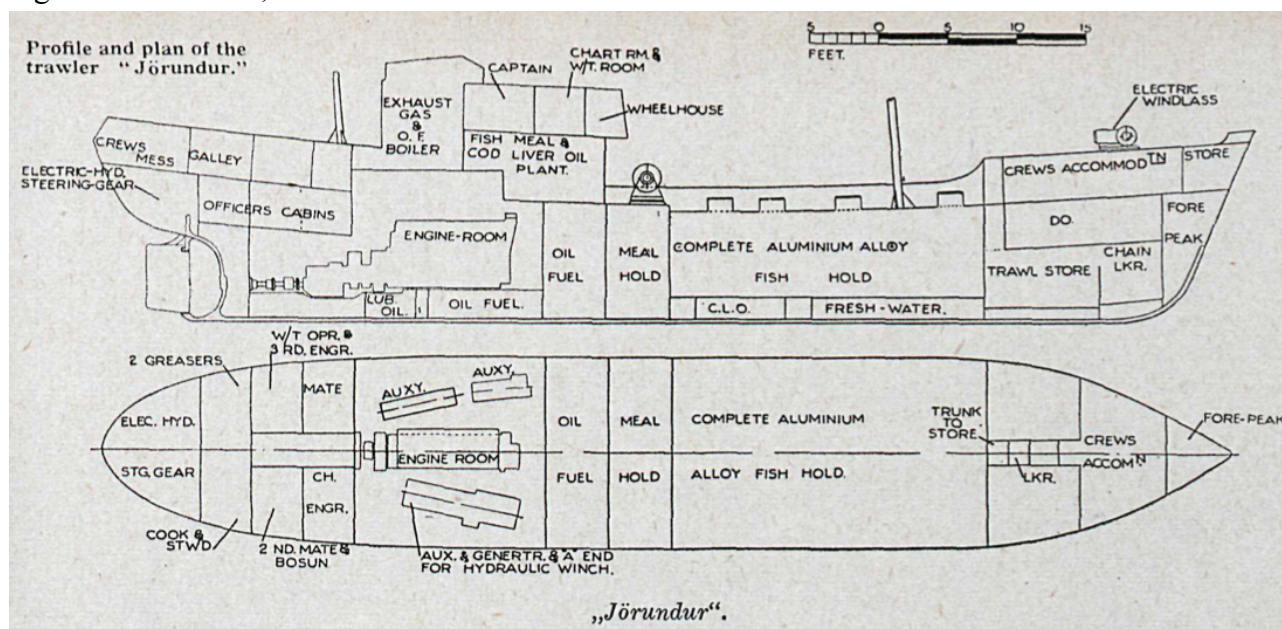 Profile and plan of the
trawler "Jörundur."
5 0 5 10 15
FEET.
CAPTAIN
CHART RM. &
W/T. ROOM
WHEELHOUSE
ELECTRIC
WINDLASS
EXHAUST
GAS
&
O. F.
BOILER
FISH MEAL &
COD LIVER OIL
PLANT.
CREWS
MESS
GALLEY
ELECTRIC-HYD.
STEERING-GEAR
OFFICERS CABINS
ENGINE-ROOM
OIL
FUEL
MEAL
HOLD
COMPLETE ALUMINIUM ALLOY
FISH HOLD
CREWS ACCOMMOD TN
STORE
DO.
FORE
PEAK
TRAWL STORE
CHAIN
LKR.
LUB
OIL.
OIL FUEL.
C.L.O.
FRESH-WATER.
2 GREASERS
W/T OPR. &
3 RD. ENGR.
MATE
AUXY.
AUXY.
ELEC. HYD.
STG. GEAR
ENGINE ROOM
CH.
ENGR.
OIL
FUEL
MEAL
HOLD
COMPLETE ALUMINIUM
ALLOY FISH HOLD.
TRUNK
TO
STORE.
LKR.
CREWS
ACCOM.N
FORE-PEAK
COOK &
STWD
2 ND. MATE &
BOSUN
AUX. & GENERTR. & 'A' END
FOR HYDRAULIC WINCH.
„Jörundur“.